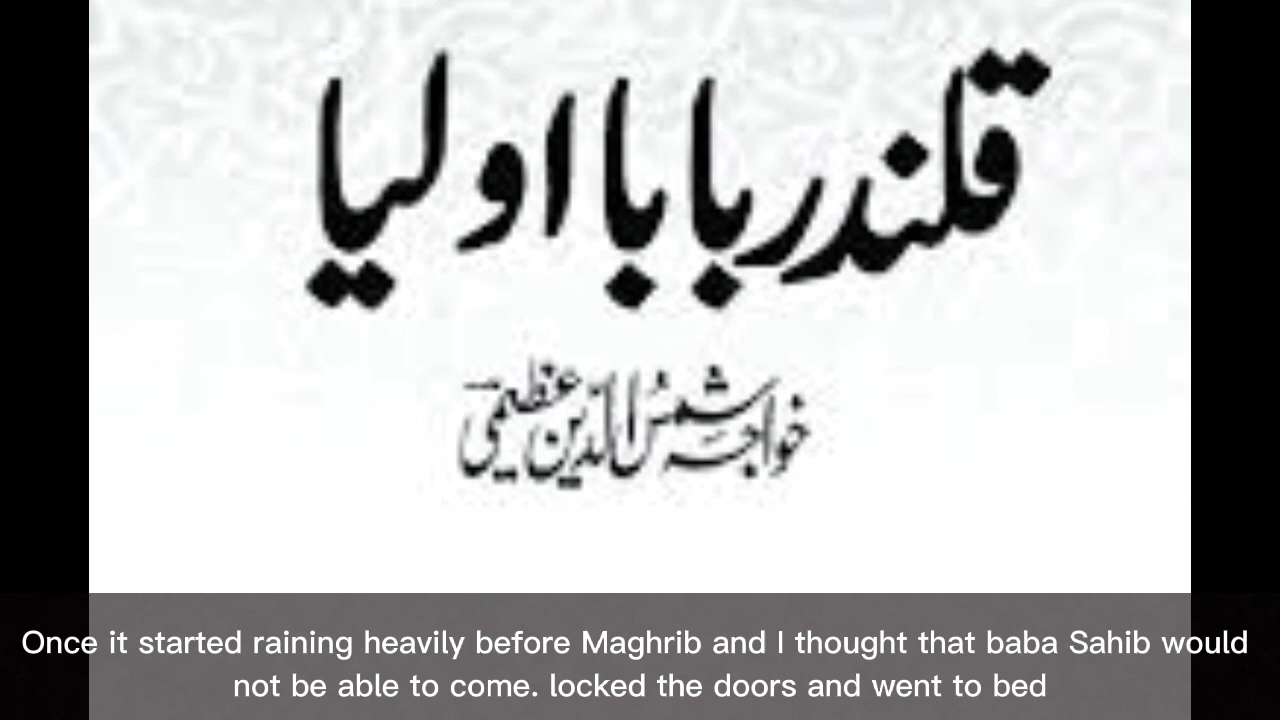 قلندر بابا اولیا
خواجہ شمس الدین عظیمی
Once it started raining heavily before Maghrib and I thought that baba Sahib would
not be able to come. locked the doors and went to bed